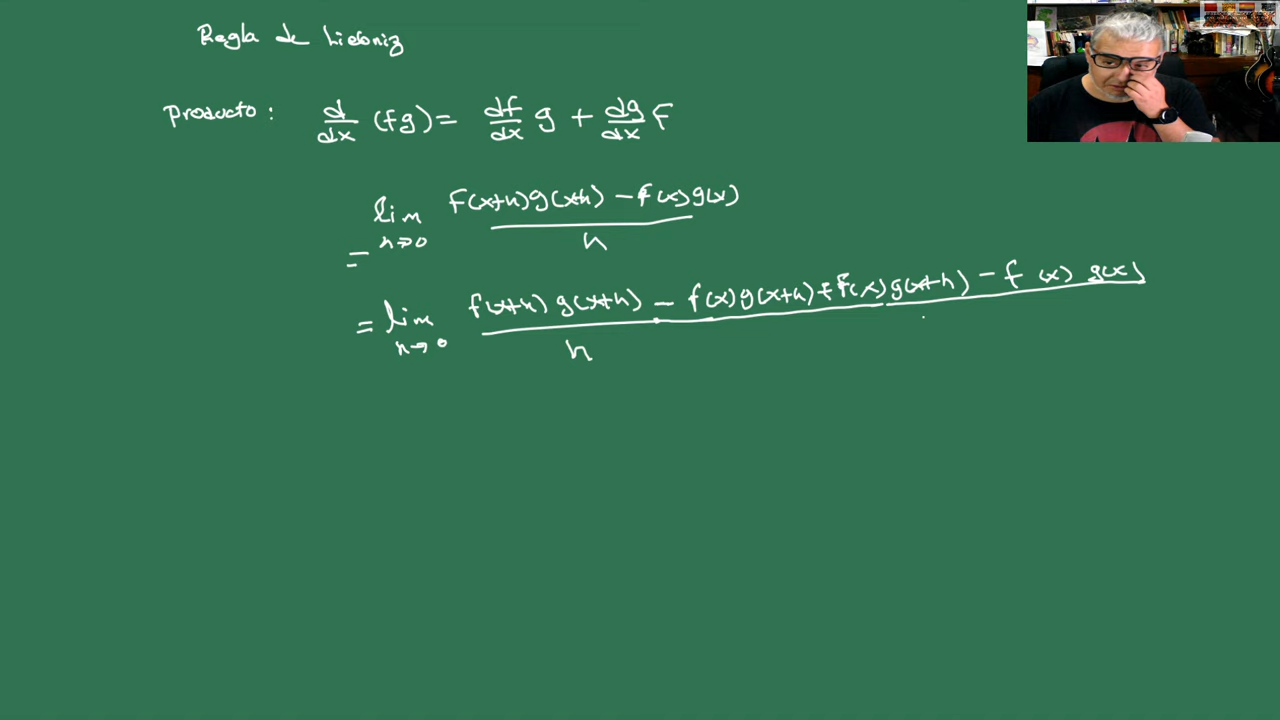 Regla de Liebniz
Producto: d/dx (fg) = df/dx g + dg/dx f
= lim h→0 f(x+h)g(x+h) - f(x)g(x) / h
= lim h→0 f(x+h) g(x+h) - f(x)g(x+h) + f(x)g(x+h) - f(x) g(x) / h